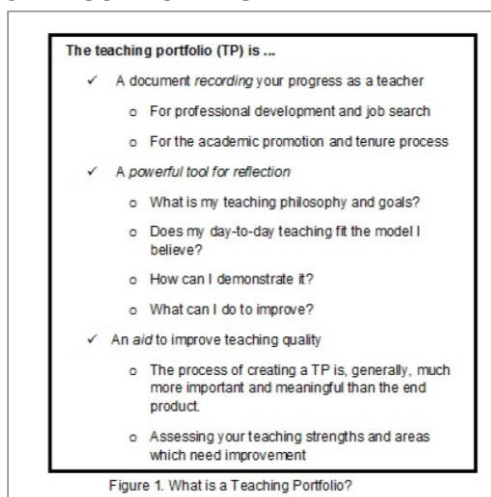 The teaching portfolio (TP) is ...
✓ A document recording your progress as a teacher
o For professional development and job search
o For the academic promotion and tenure process
✓ A powerful tool for reflection
o What is my teaching philosophy and goals?
o Does my day-to-day teaching fit the model I
believe?
o How can I demonstrate it?
o What can I do to improve?
✓ An aid to improve teaching quality
o The process of creating a TP is, generally, much
more important and meaningful than the end
product.
o Assessing your teaching strengths and areas
which need improvement
Figure 1. What is a Teaching Portfolio?